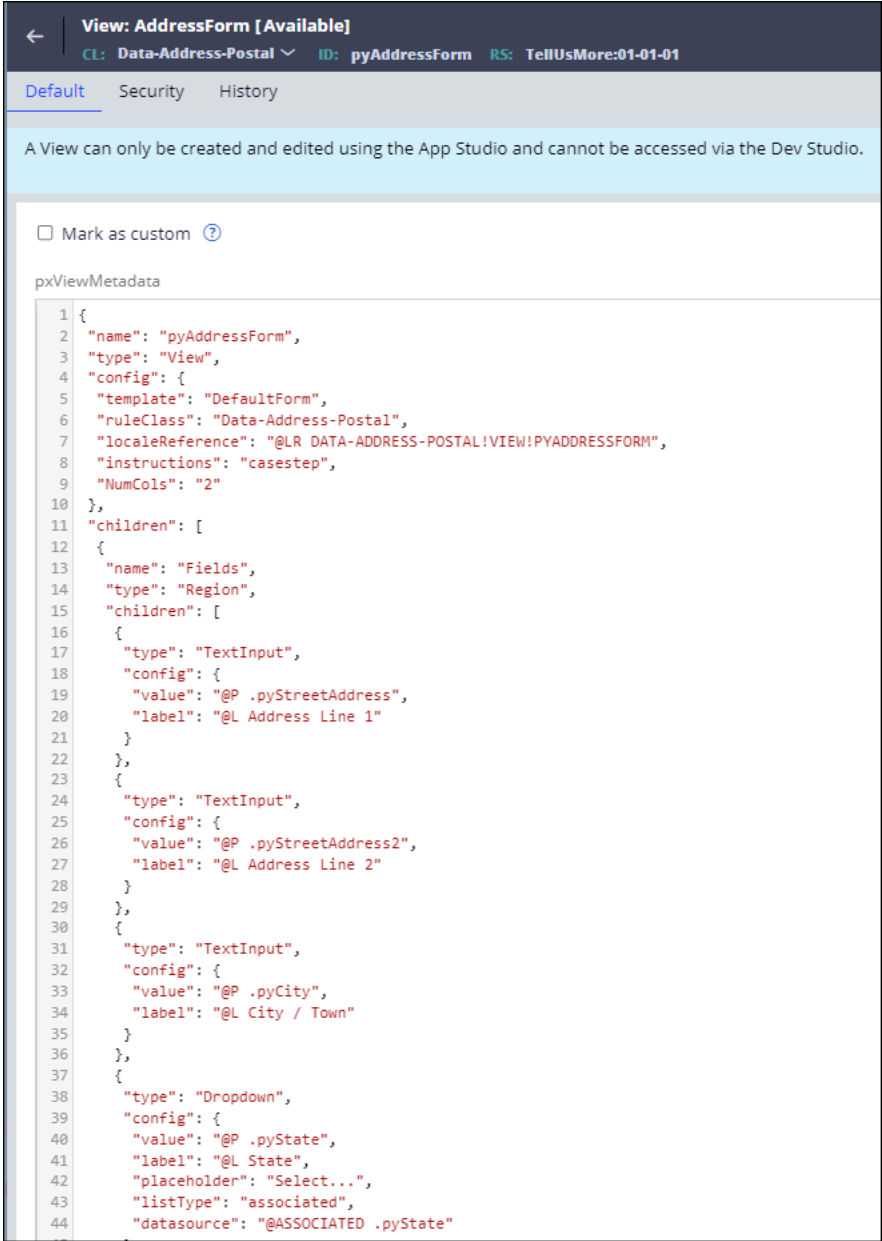 View: AddressForm [Available]
CL: Data-Address-Postal ID: pyAddressForm RS: TellUsMore:01-01-01
Default Security History
A View can only be created and edited using the App Studio and cannot be accessed via the Dev Studio.
Mark as custom ?
pxViewMetadata
1 {
2 "name": "pyAddressForm",
3 "type": "View",
4 "config": {
5 "template": "DefaultForm",
6 "ruleClass": "Data-Address-Postal",
7 "localeReference": "@LR DATA-ADDRESS-POSTAL!VIEW!PYADDRESSFORM",
8 "instructions": "casestep",
9 "NumCols": "2"
10 },
11 "children": [
12 {
13 "name": "Fields",
14 "type": "Region",
15 "children": [
16 {
17 "type": "TextInput",
18 "config": {
19 "value": "@P .pyStreetAddress",
20 "label": "@L Address Line 1"
21 }
22 },
23 {
24 "type": "TextInput",
25 "config": {
26 "value": "@P .pyStreetAddress2",
27 "label": "@L Address Line 2"
28 }
29 },
30 {
31 "type": "TextInput",
32 "config": {
33 "value": "@P .pyCity",
34 "label": "@L City / Town"
35 }
36 },
37 {
38 "type": "Dropdown",
39 "config": {
40 "value": "@P .pyState",
41 "label": "@L State",
42 "placeholder": "Select...",
43 "listType": "associated",
44 "datasource": "@ASSOCIATED .pyState"